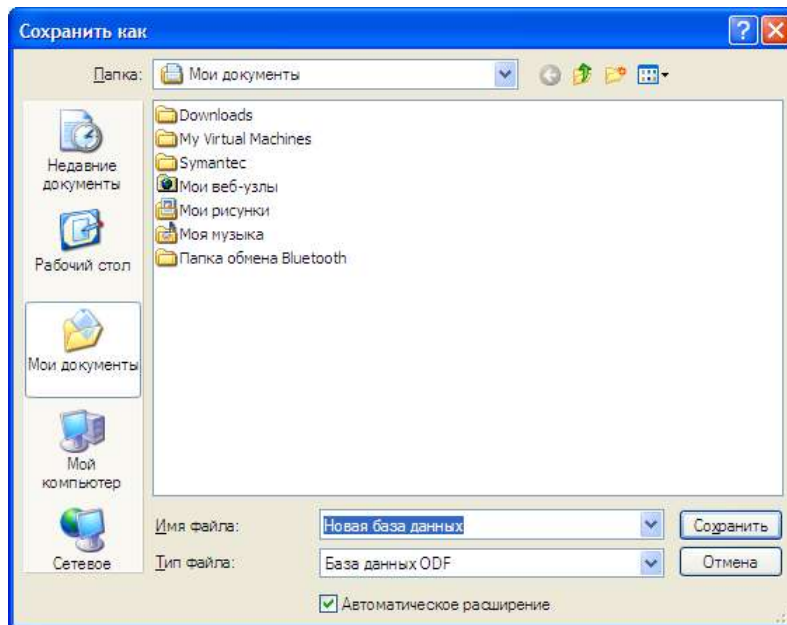 Сохранить как
Папка:
Мои документы
Недавние
документы
Рабочий стол
Мои документы
Мой
компьютер
Сетевое
Downloads
My Virtual Machines
Symantec
Мои веб-узлы
Мои рисунки
Моя музыка
Папка обмена Bluetooth
Имя файла:
Новая база данных
Сохранить
Тип файла:
База данных ODF
Отмена
Автоматическое расширение